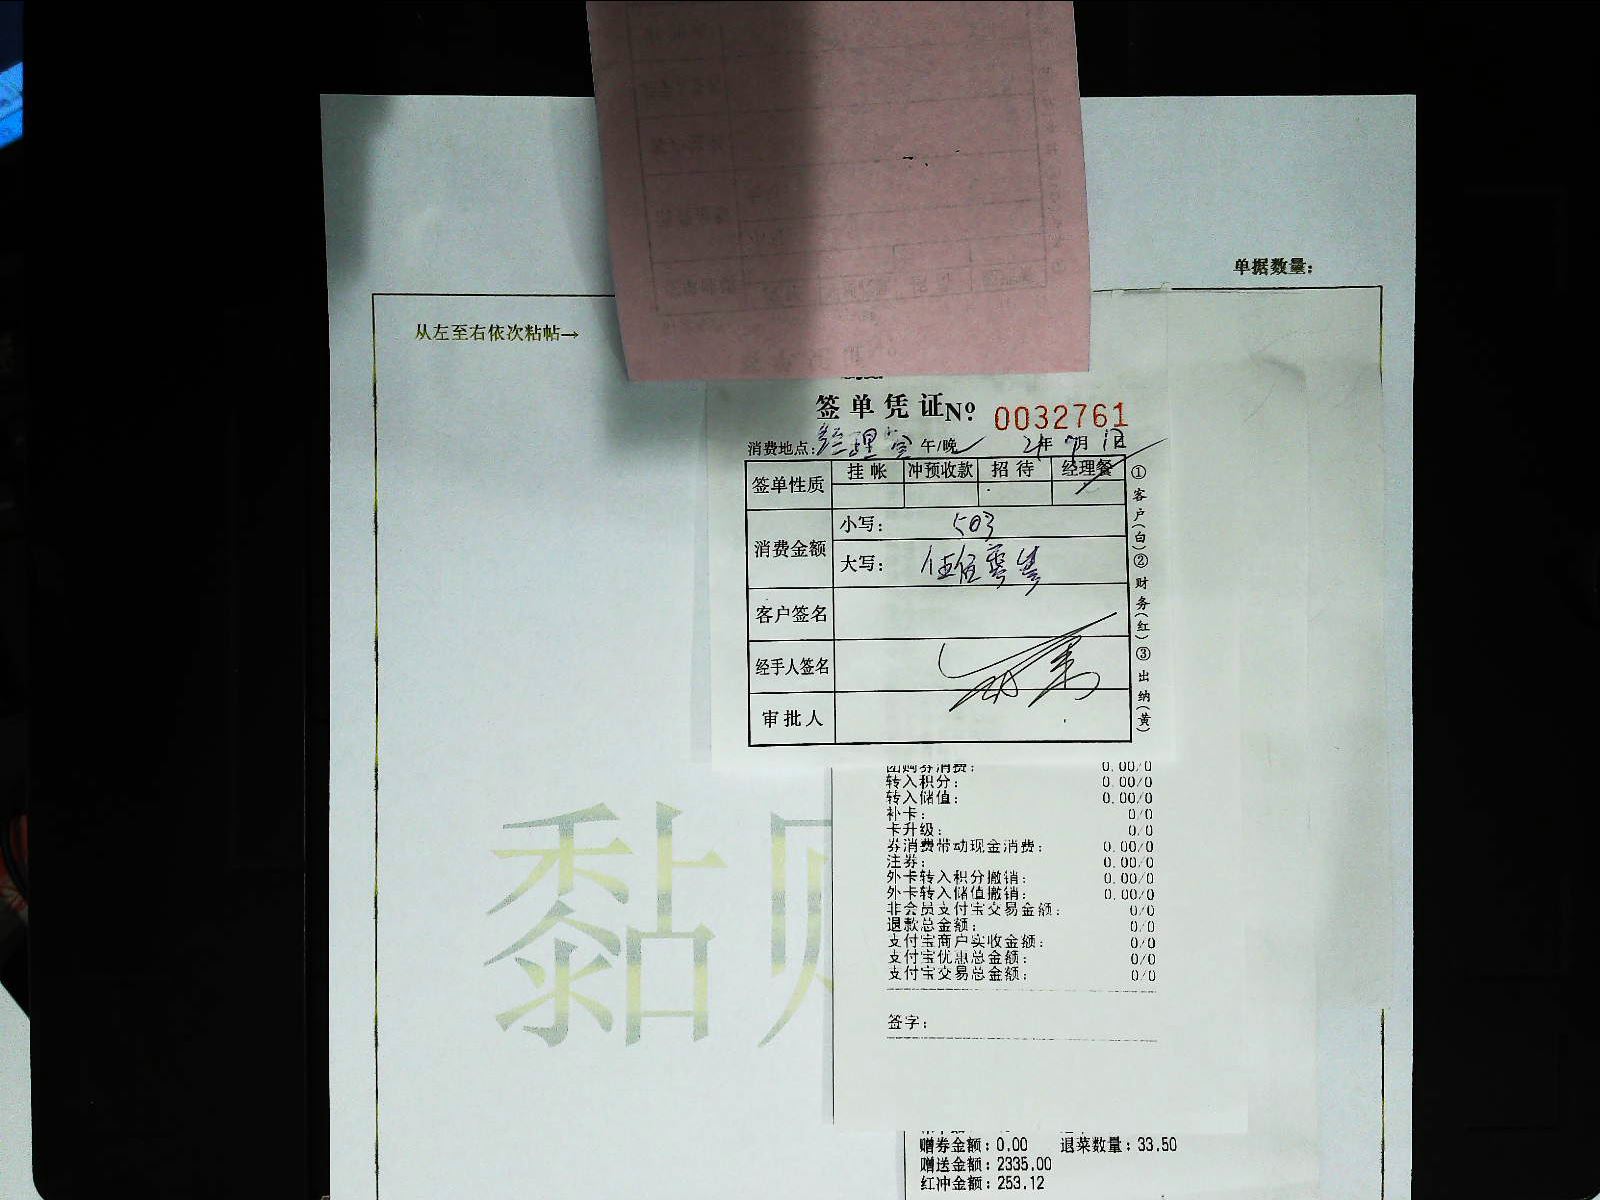 单据数量：
从左至右依次粘帖→
签单凭证Nº 0032761
消费地点：经理室 午/晚 21年7月1日
签单性质 挂帐 冲预收款 招待 经理餐
消费金额 小写： 503
大写： 伍佰零叁
客户签名
经手人签名
审批人
①客户(白)②财务(红)③出纳(黄)
团购券消费： 0.00/0
转入积分： 0.00/0
转入储值： 0.00/0
补卡： 0/0
卡升级： 0/0
券消费带动现金消费： 0.00/0
注券： 0.00/0
外卡转入积分撤销： 0.00/0
外卡转入储值撤销： 0.00/0
非会员支付宝交易金额： 0/0
退款总金额： 0/0
支付宝商户实收金额： 0/0
支付宝优惠总金额： 0/0
支付宝交易总金额： 0/0
签字：
黏贴
赠券金额：0.00 退菜数量：33.50
赠送金额：2335.00
红冲金额：253.12